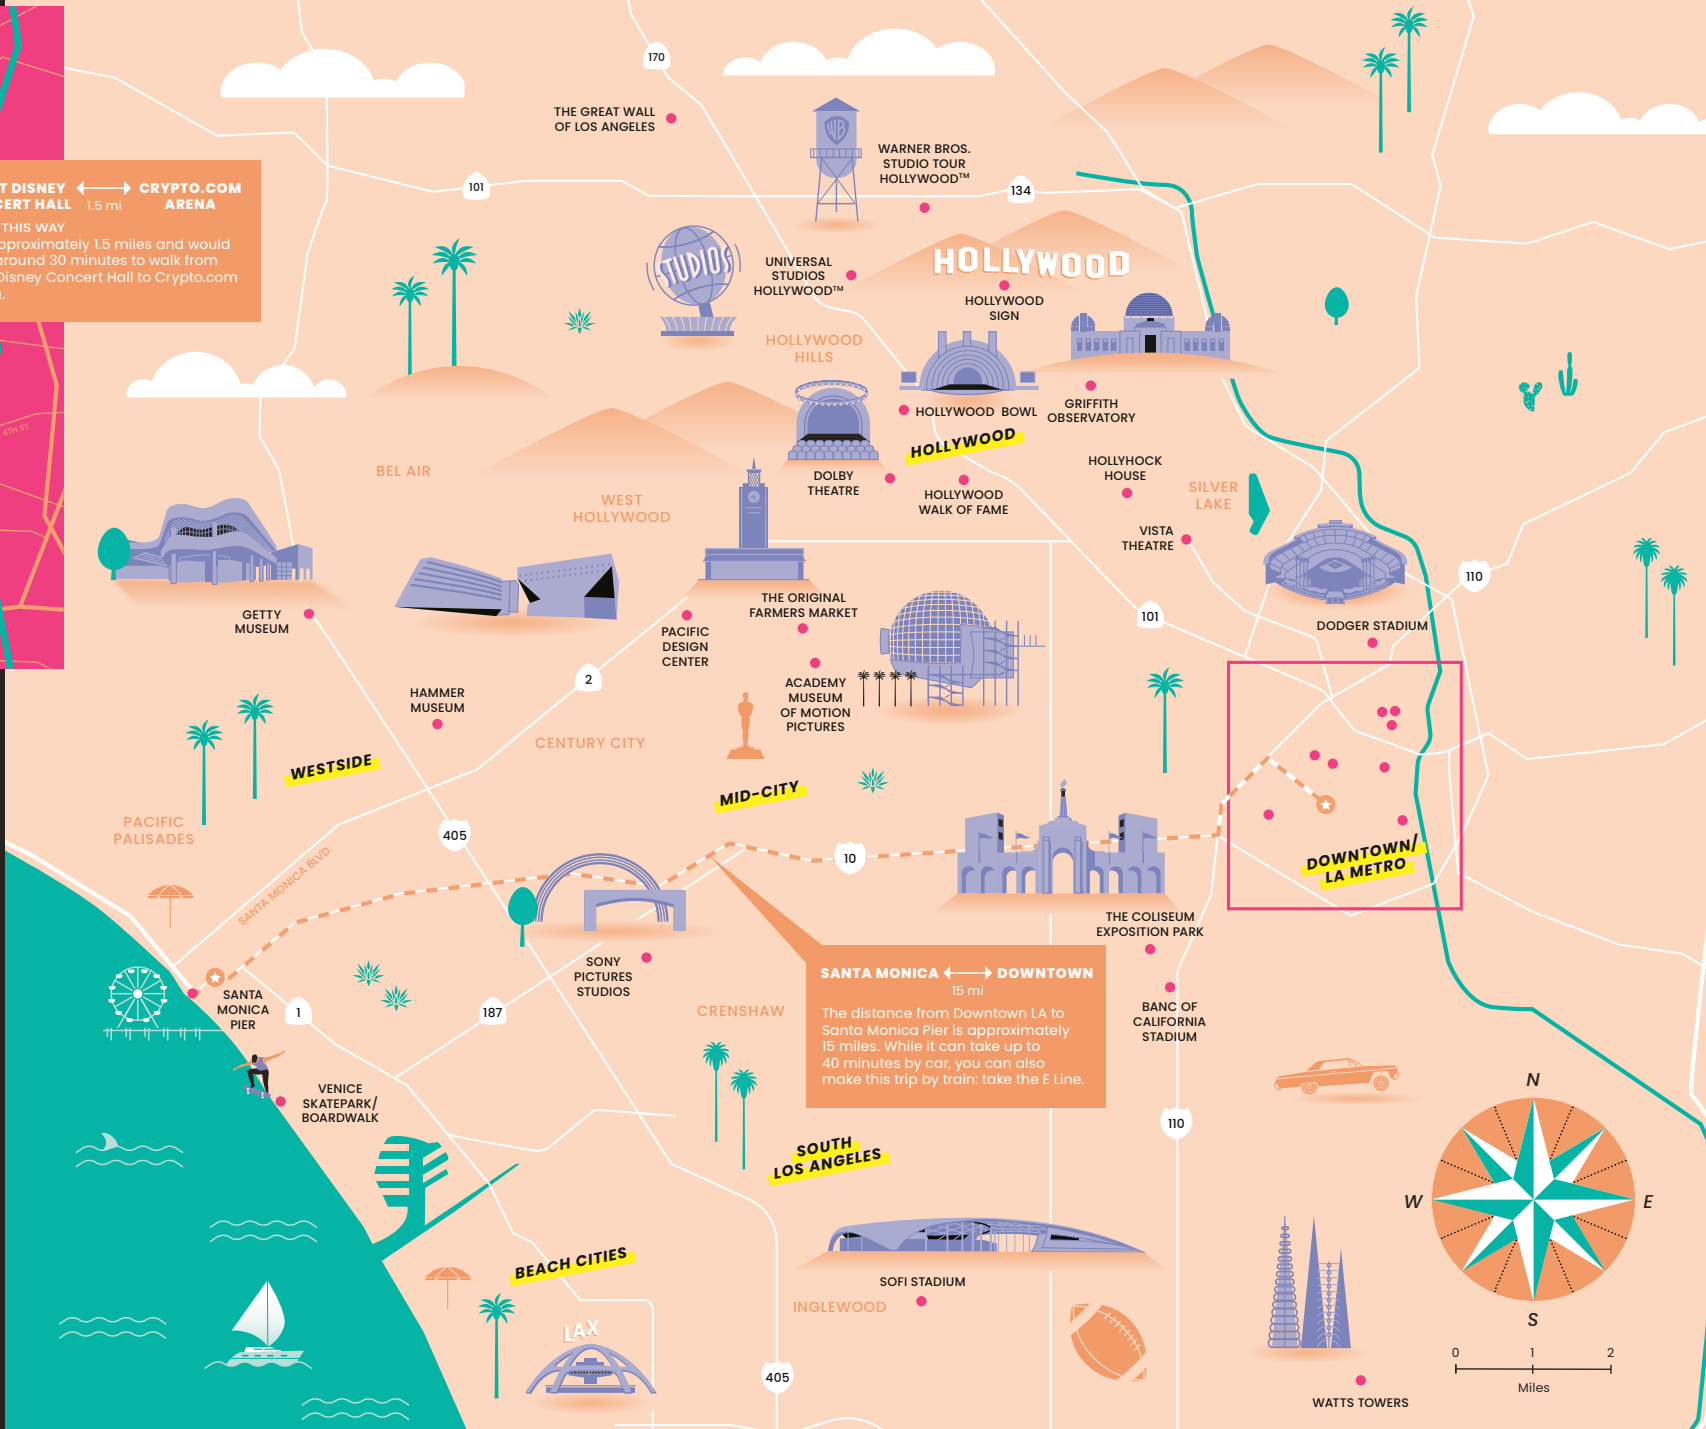 170
THE GREAT WALL
OF LOS ANGELES
WB
WARNER BROS.
STUDIO TOUR
HOLLYWOOD™
T DISNEY
CERT HALL
1.5 mi
CRYPTO.COM
ARENA
THIS WAY
pproximately 1.5 miles and would
around 30 minutes to walk from
Disney Concert Hall to Crypto.com
.
101
134
STUDIOS
UNIVERSAL
STUDIOS
HOLLYWOOD™
HOLLYWOOD
HOLLYWOOD
SIGN
HOLLYWOOD
HILLS
HOLLYWOOD BOWL
GRIFFITH
OBSERVATORY
HOLLYWOOD
4TH ST.
BEL AIR
DOLBY
THEATRE
HOLLYWOOD
WALK OF FAME
HOLLYHOCK
HOUSE
SILVER
LAKE
WEST
HOLLYWOOD
VISTA
THEATRE
110
GETTY
MUSEUM
PACIFIC
DESIGN
CENTER
THE ORIGINAL
FARMERS MARKET
101
DODGER STADIUM
2
HAMMER
MUSEUM
ACADEMY
MUSEUM
OF MOTION
PICTURES
CENTURY CITY
WESTSIDE
MID-CITY
PACIFIC
PALISADES
405
10
SANTA MONICA BLVD.
DOWNTOWN/
LA METRO
THE COLISEUM
EXPOSITION PARK
SONY
PICTURES
STUDIOS
SANTA MONICA
DOWNTOWN
15 mi
The distance from Downtown LA to
Santa Monica Pier is approximately
15 miles. While it can take up to
40 minutes by car, you can also
make this trip by train: take the E Line.
SANTA
MONICA
PIER
1
187
CRENSHAW
BANC OF
CALIFORNIA
STADIUM
VENICE
SKATEPARK/
BOARDWALK
110
SOUTH
LOS ANGELES
N
W
E
S
BEACH CITIES
SOFI STADIUM
INGLEWOOD
LAX
405
0 1 2
Miles
WATTS TOWERS